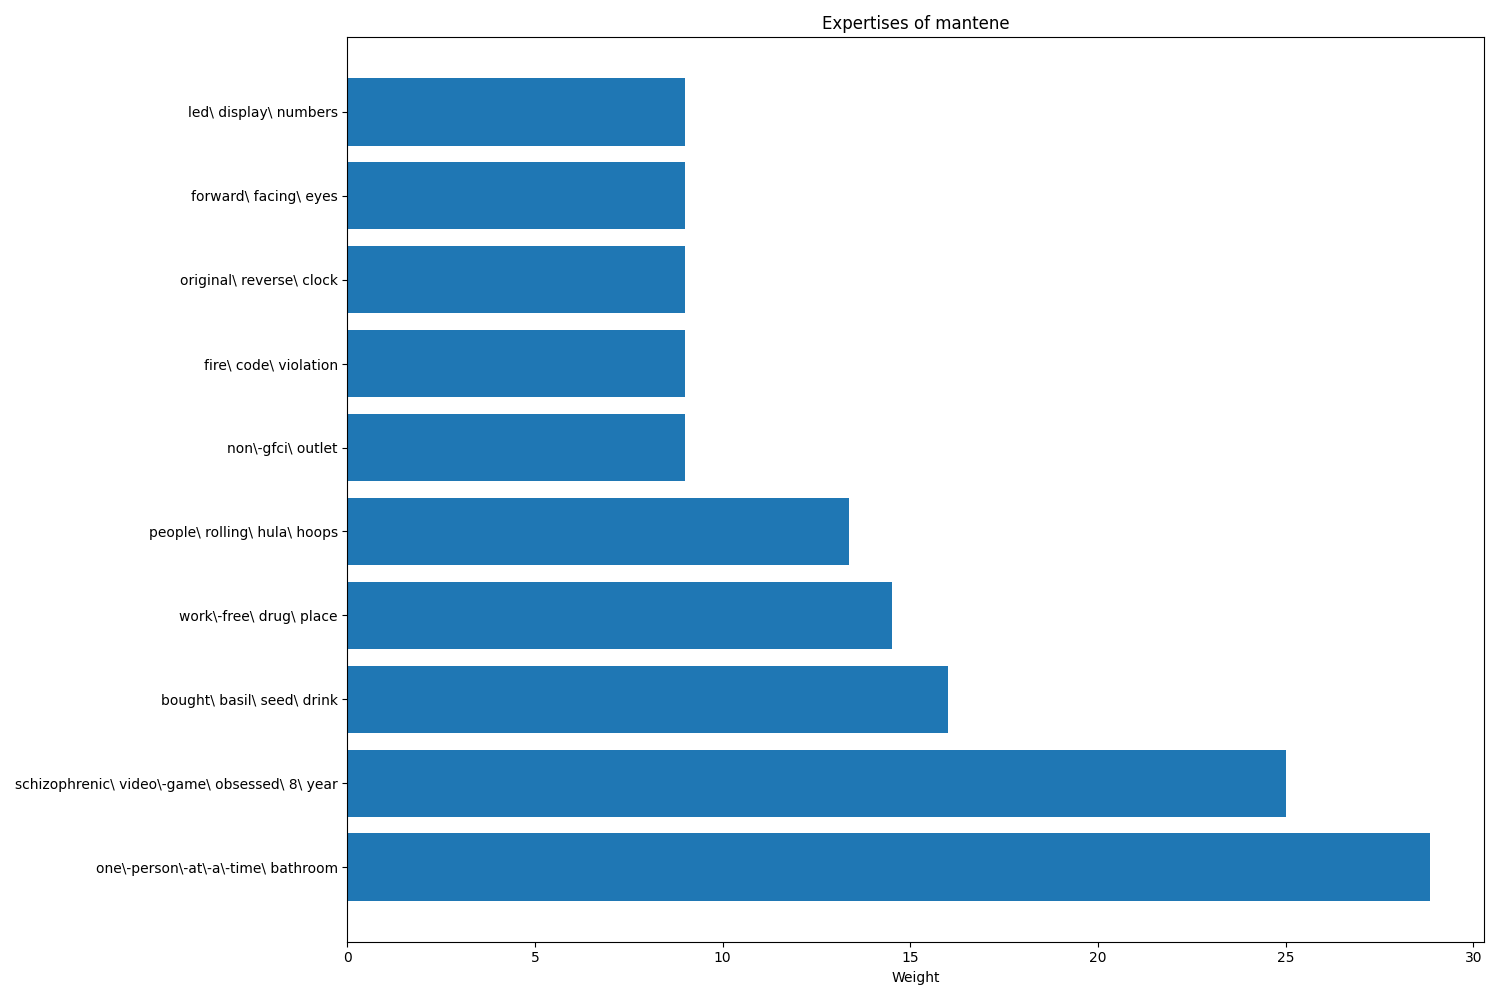 Expertises of mantene
led\ display\ numbers
forward\ facing\ eyes
original\ reverse\ clock
fire\ code\ violation
non\-gfci\ outlet
people\ rolling\ hula\ hoops
work\-free\ drug\ place
bought\ basil\ seed\ drink
schizophrenic\ video\-game\ obsessed\ 8\ year
one\-person\-at\-a\-time\ bathroom
0 5 10 15 20 25 30
Weight